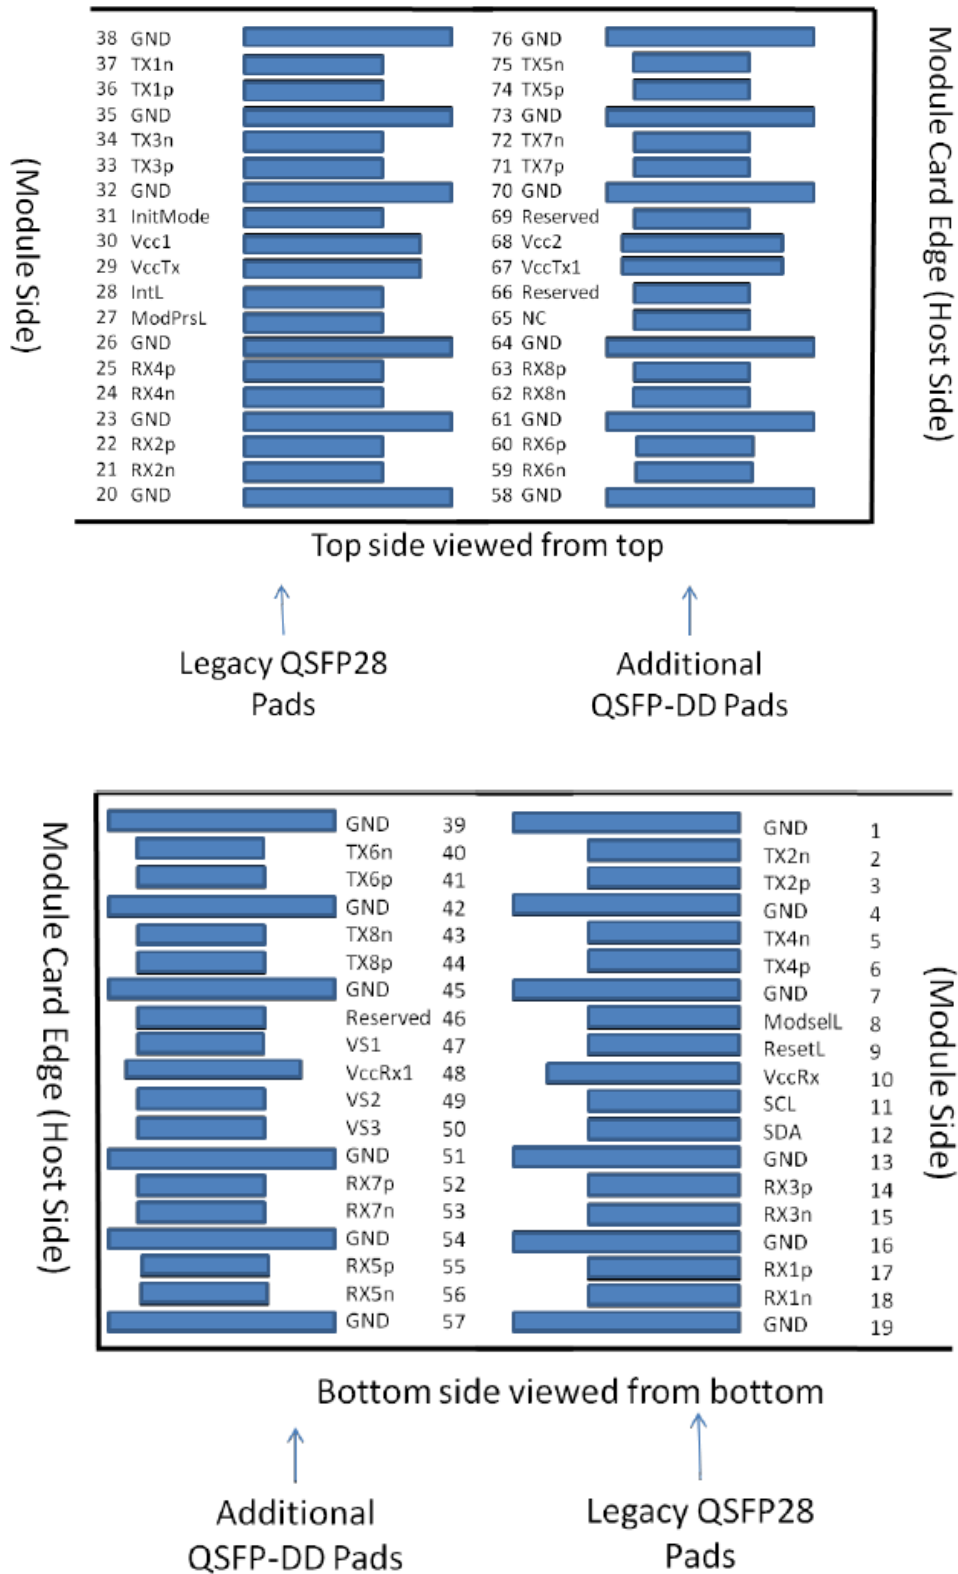 38 GND 76 GND
37 TX1n 75 TX5n
36 TX1p 74 TX5p
35 GND 73 GND
34 TX3n 72 TX7n
33 TX3p 71 TX7p
32 GND 70 GND
31 InitMode 69 Reserved
30 Vcc1 68 Vcc2
29 VccTx 67 VccTx1
28 IntL 66 Reserved
27 ModPrsL 65 NC
26 GND 64 GND
25 RX4p 63 RX8p
24 RX4n 62 RX8n
23 GND 61 GND
22 RX2p 60 RX6p
21 RX2n 59 RX6n
20 GND 58 GND
(Module Side)
Module Card Edge (Host Side)
Top side viewed from top
Legacy QSFP28
Pads
Additional
QSFP-DD Pads
Module Card Edge (Host Side)
GND 39 GND 1
TX6n 40 TX2n 2
TX6p 41 TX2p 3
GND 42 GND 4
TX8n 43 TX4n 5
TX8p 44 TX4p 6
GND 45 GND 7
Reserved 46 ModselL 8
VS1 47 ResetL 9
VccRx1 48 VccRx 10
VS2 49 SCL 11
VS3 50 SDA 12
GND 51 GND 13
RX7p 52 RX3p 14
RX7n 53 RX3n 15
GND 54 GND 16
RX5p 55 RX1p 17
RX5n 56 RX1n 18
GND 57 GND 19
(Module Side)
Bottom side viewed from bottom
Additional
QSFP-DD Pads
Legacy QSFP28
Pads